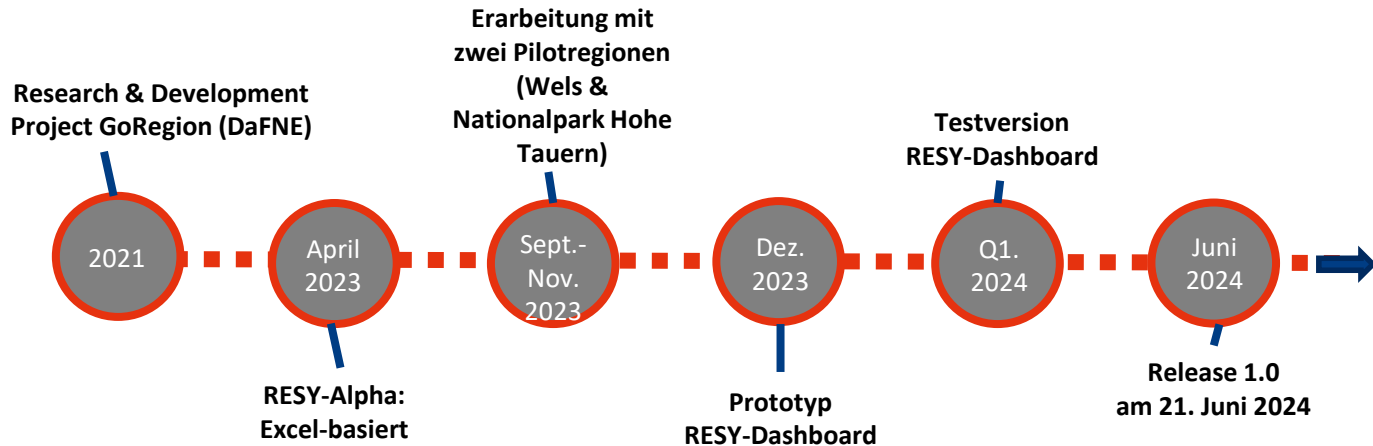 Research & Development
Project GoRegion (DaFNE)
2021
April
2023
RESY-Alpha:
Excel-basiert
Erarbeitung mit
zwei Pilotregionen
(Wels &
Nationalpark Hohe
Tauern)
Sept.-
Nov.
2023
Dez.
2023
Prototyp
RESY-Dashboard
Testversion
RESY-Dashboard
Q1.
2024
Juni
2024
Release 1.0
am 21. Juni 2024